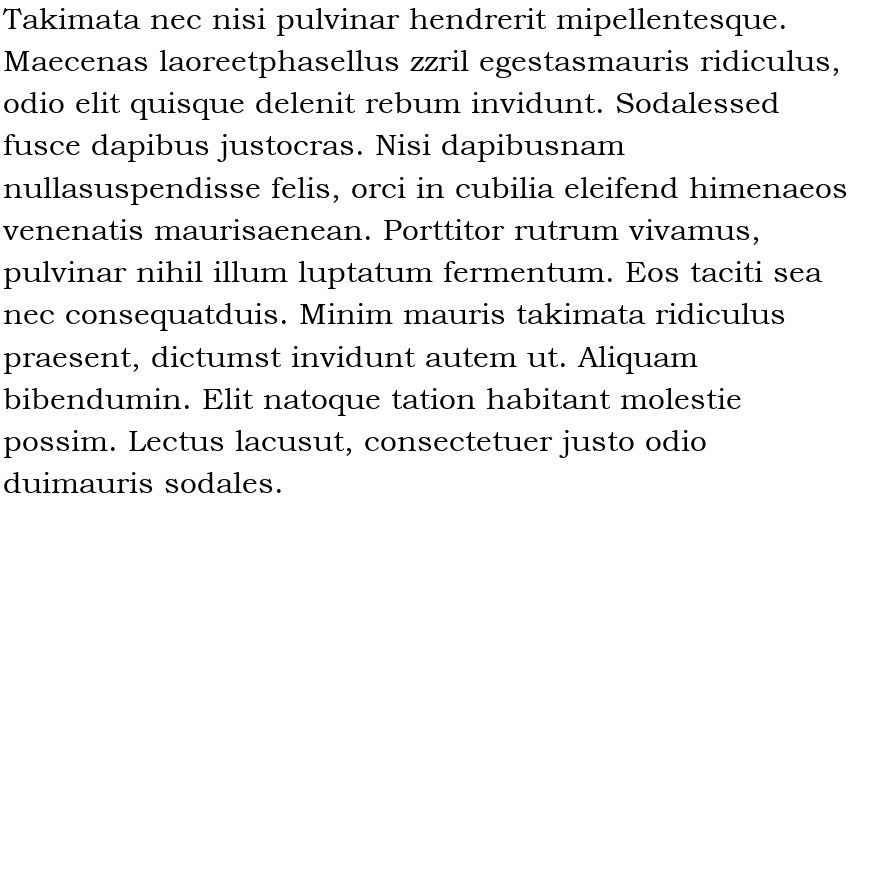 Takimata nec nisi pulvinar hendrerit mipellentesque.
Maecenas laoreetphasellus zzril egestasmauris ridiculus,
odio elit quisque delenit rebum invidunt. Sodalessed
fusce dapibus justocras. Nisi dapibusnam
nullasuspendisse felis, orci in cubilia eleifend himenaeos
venenatis maurisaenean. Porttitor rutrum vivamus,
pulvinar nihil illum luptatum fermentum. Eos taciti sea
nec consequatduis. Minim mauris takimata ridiculus
praesent, dictumst invidunt autem ut. Aliquam
bibendumin. Elit natoque tation habitant molestie
possim. Lectus lacusut, consectetuer justo odio
duimauris sodales.